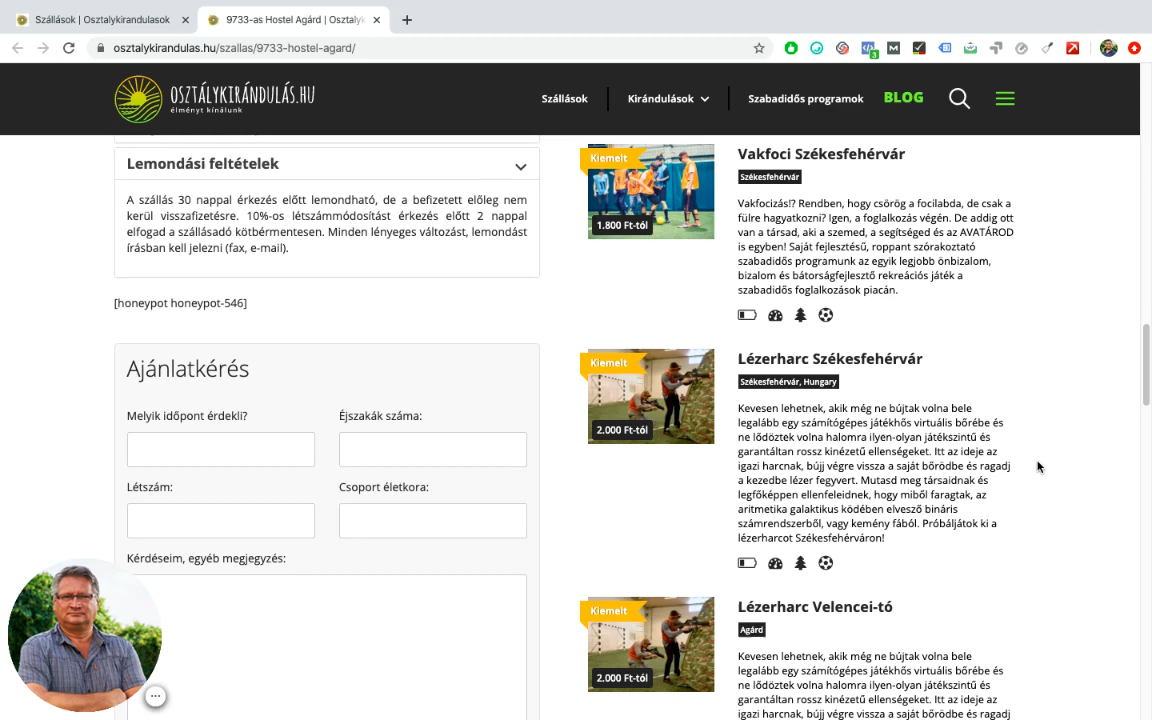 Szállások | Osztalykirandulasok
9733-as Hostel Agárd | Osztalyk
osztalykirandulas.hu/szallas/9733-hostel-agard/
3
OSZTÁLYKIRÁNDULÁS.HU
élményt kínálunk
Szállások
Kirándulások
Szabadidős programok
BLOG
Lemondási feltételek
A szállás 30 nappal érkezés előtt lemondható, de a befizetett előleg nem
kerül visszafizetésre. 10%-os létszámmódosítást érkezés előtt 2 nappal
elfogad a szállásadó kötbérmentesen. Minden lényeges változást, lemondást
írásban kell jelezni (fax, e-mail).
[honeypot honeypot-546]
Ajánlatkérés
Melyik időpont érdekli?
Éjszakák száma:
Létszám:
Csoport életkora:
Kérdéseim, egyéb megjegyzés:
Kiemelt
1.800 Ft-tól
Vakfoci Székesfehérvár
Székesfehérvár
Vakfocizás!? Rendben, hogy csörög a focilabda, de csak a
fülre hagyatkozni? Igen, a foglalkozás végén. De addig ott
van a társad, aki a szemed, a segítséged és az AVATÁROD
is egyben! Saját fejlesztésű, roppant szórakoztató
szabadidős programunk az egyik legjobb önbizalom,
bizalom és bátorságfejlesztő rekreációs játék a
szabadidős foglalkozások piacán.
Kiemelt
2.000 Ft-tól
Lézerharc Székesfehérvár
Székesfehérvár, Hungary
Kevesen lehetnek, akik még ne bújtak volna bele
legalább egy számítógépes játékhős virtuális bőrébe és
ne lődöztek volna halomra ilyen-olyan játékszintű és
garantáltan rossz kinézetű ellenségeket. Itt az ideje az
igazi harcnak, bújj végre vissza a saját bőrödbe és ragadj
a kezedbe lézer fegyvert. Mutasd meg társaidnak és
legfőképpen ellenfeleidnek, hogy miből faragtak, az
aritmetika galaktikus ködében elvesző bináris
számrendszerből, vagy kemény fából. Próbáljátok ki a
lézerharcot Székesfehérváron!
Kiemelt
2.000 Ft-tól
Lézerharc Velencei-tó
Agárd
Kevesen lehetnek, akik még ne bújtak volna bele
legalább egy számítógépes játékhős virtuális bőrébe és
ne lődöztek volna halomra ilyen-olyan játékszintű és
garantáltan rossz kinézetű ellenségeket. Itt az ideje az
igazi harcnak, bújj végre vissza a saját bőrödbe és ragadj